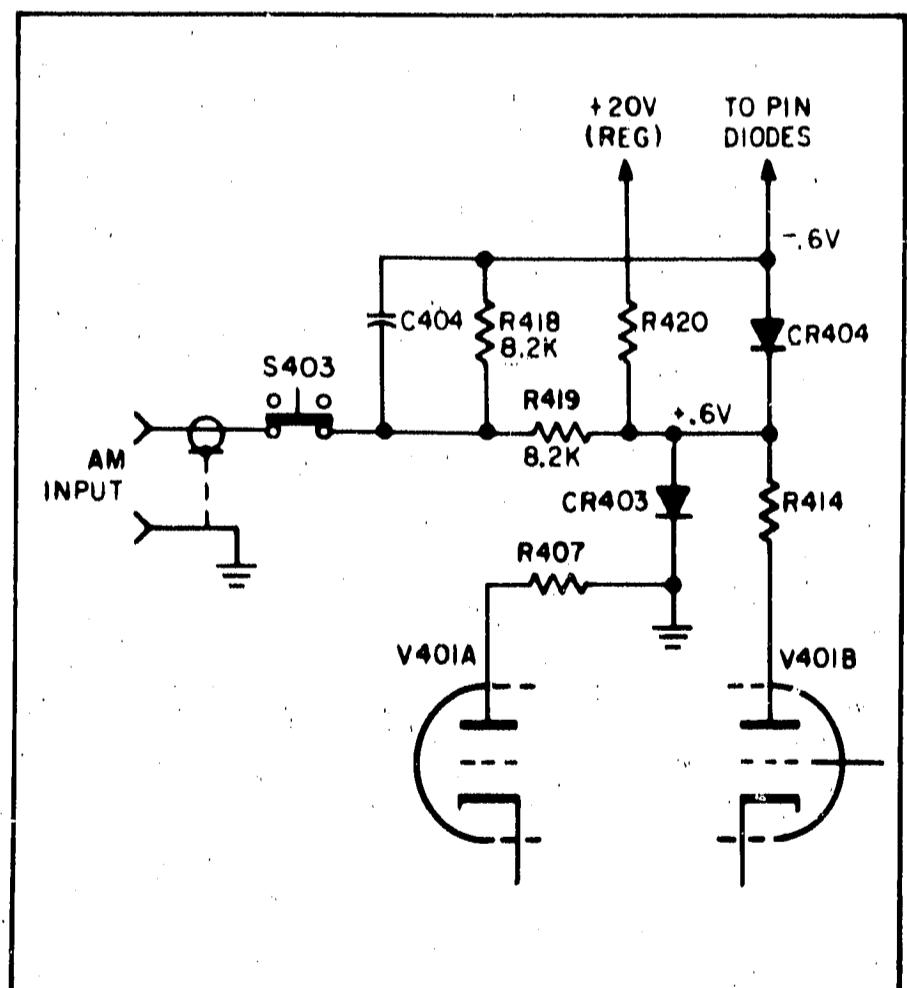 +20V
(REG)
TO PIN
DIODES
-.6V
C404
R418
8.2K
R420
CR404
S403
R419
8.2K
+.6V
AM
INPUT
CR403
R414
R407
V401A
V401B